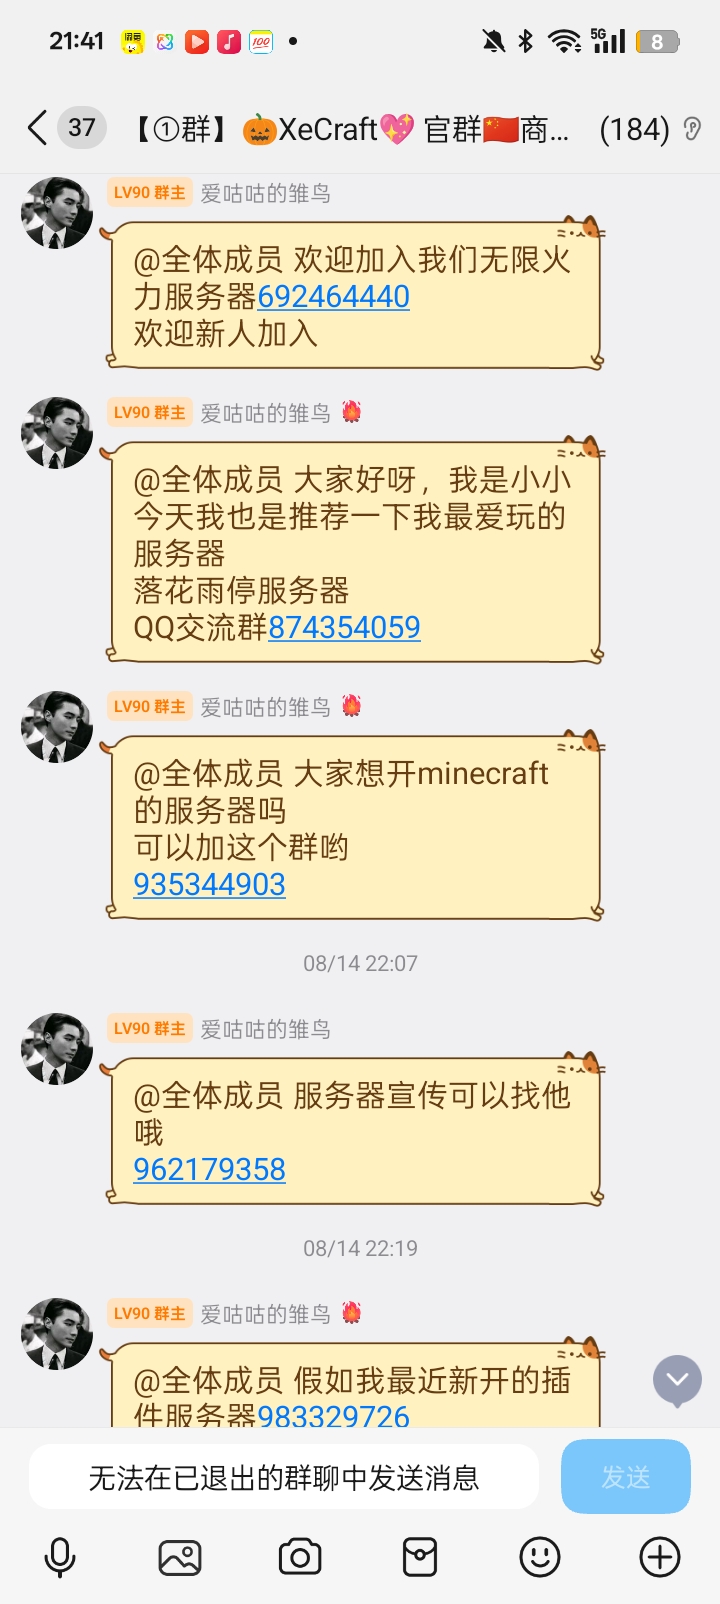 21:41
5G
8
37
【①群】🎃XeCraft💖 官群🇨🇳商... (184)
LV90 群主 爱咕咕的雏鸟
@全体成员 欢迎加入我们无限火
力服务器692464440
欢迎新人加入
LV90 群主 爱咕咕的雏鸟
@全体成员 大家好呀，我是小小
今天我也是推荐一下我最爱玩的
服务器
落花雨停服务器
QQ交流群874354059
LV90 群主 爱咕咕的雏鸟
@全体成员 大家想开minecraft
的服务器吗
可以加这个群哟
935344903
08/14 22:07
LV90 群主 爱咕咕的雏鸟
@全体成员 服务器宣传可以找他
哦
962179358
08/14 22:19
LV90 群主 爱咕咕的雏鸟
@全体成员 假如我最近新开的插
件服务器983329726
无法在已退出的群聊中发送消息
发送